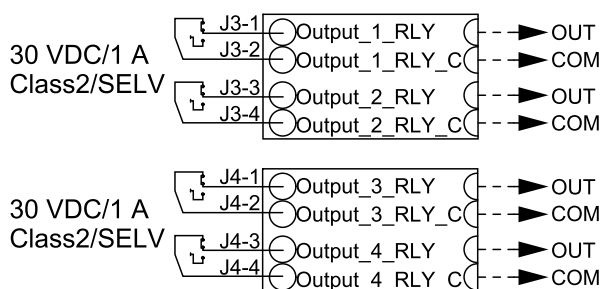 J3-1 Output_1_RLY OUT
J3-2 Output_1_RLY_C COM
30 VDC/1 A
Class2/SELV
J3-3 Output_2_RLY OUT
J3-4 Output_2_RLY_C COM
J4-1 Output_3_RLY OUT
J4-2 Output_3_RLY_C COM
30 VDC/1 A
Class2/SELV
J4-3 Output_4_RLY OUT
J4-4 Output_4_RLY_C COM